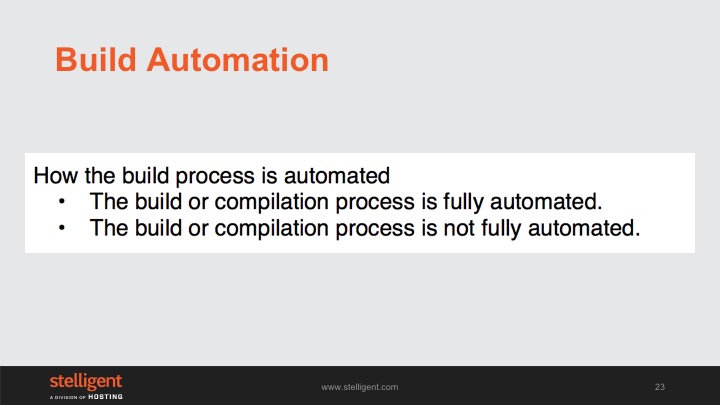 Build Automation
How the build process is automated
• The build or compilation process is fully automated.
• The build or compilation process is not fully automated.
stelligent
A DIVISION OF HOSTING
www.stelligent.com
23